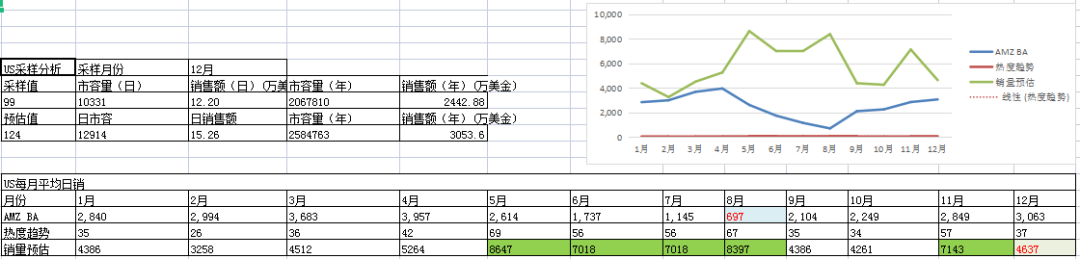 10,000
8,000
6,000
4,000
2,000
0
1月 2月 3月 4月 5月 6月 7月 8月 9月 10月 11月 12月
AMZ BA
热度趋势
销量预估
线性 (热度趋势)
US采样分析 采样月份 12月
采样值 市容量（日） 销售额（日）(万美 市容量（年） 销售额（年）(万美金）
99 10331 12.20 2067810 2442.88
预估值 日市容 日销售额 市容量（年） 销售额（年）(万美金）
124 12914 15.26 2584763 3053.6
US每月平均日销
月份 1月 2月 3月 4月 5月 6月 7月 8月 9月 10月 11月 12月
AMZ BA 2,840 2,994 3,683 3,957 2,614 1,737 1,145 697 2,104 2,249 2,849 3,063
热度趋势 35 26 36 42 69 56 56 67 35 34 57 37
销量预估 4386 3258 4512 5264 8647 7018 7018 8397 4386 4261 7143 4637